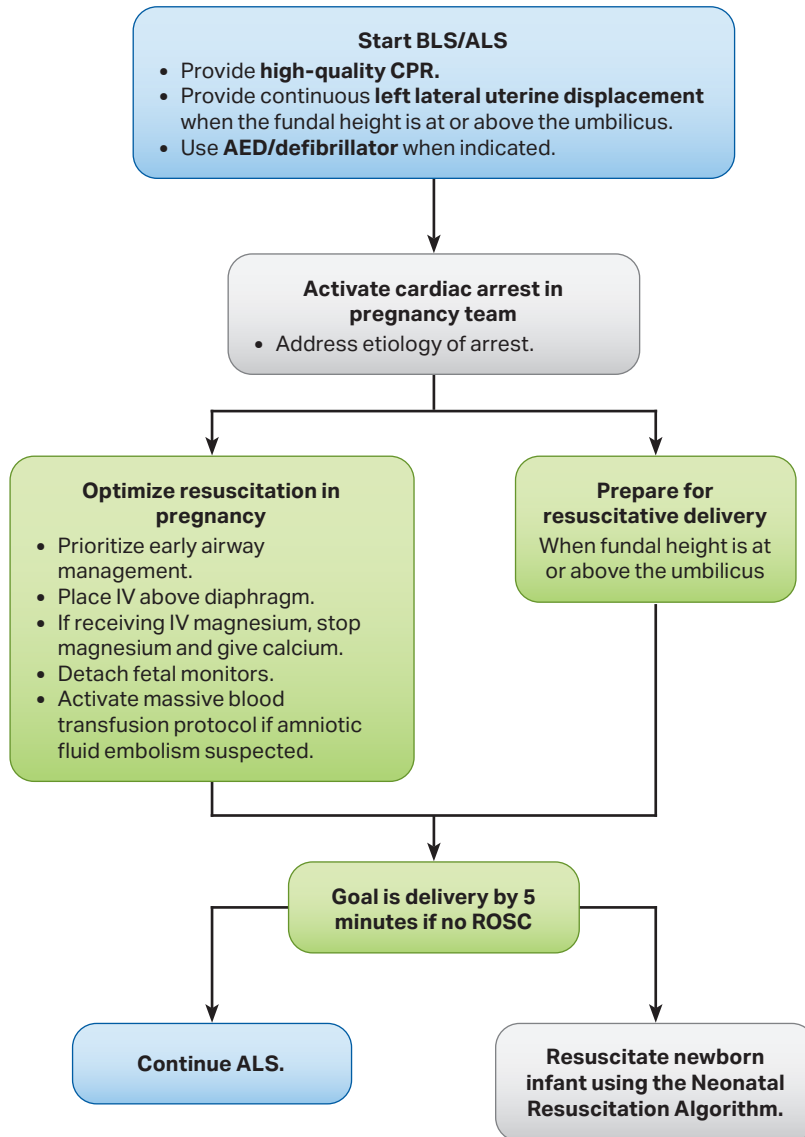 Start BLS/ALS
• Provide high-quality CPR.
• Provide continuous left lateral uterine displacement
when the fundal height is at or above the umbilicus.
• Use AED/defibrillator when indicated.
Activate cardiac arrest in
pregnancy team
• Address etiology of arrest.
Optimize resuscitation in
pregnancy
• Prioritize early airway
management.
• Place IV above diaphragm.
• If receiving IV magnesium, stop
magnesium and give calcium.
• Detach fetal monitors.
• Activate massive blood
transfusion protocol if amniotic
fluid embolism suspected.
Prepare for
resuscitative delivery
When fundal height is at
or above the umbilicus
Goal is delivery by 5
minutes if no ROSC
Continue ALS.
Resuscitate newborn
infant using the Neonatal
Resuscitation Algorithm.